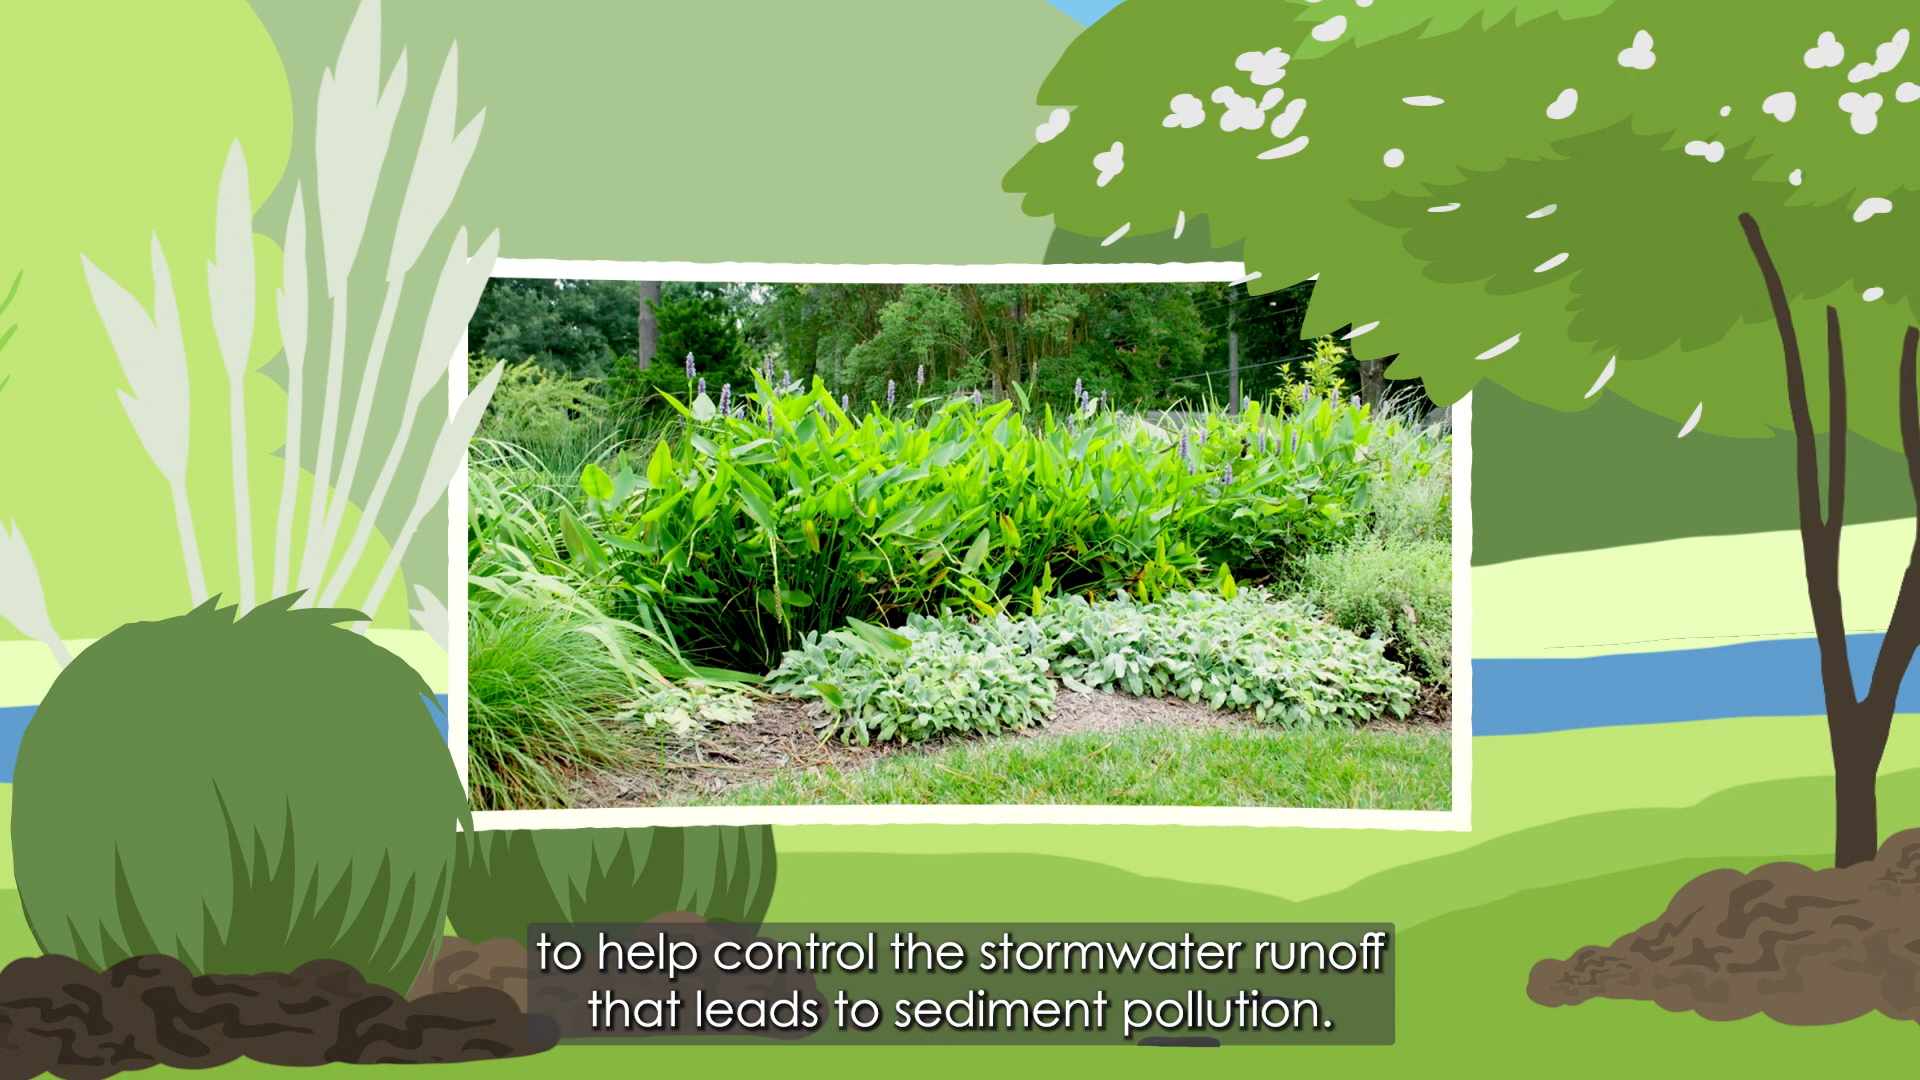 to help control the stormwater runoff
that leads to sediment pollution.